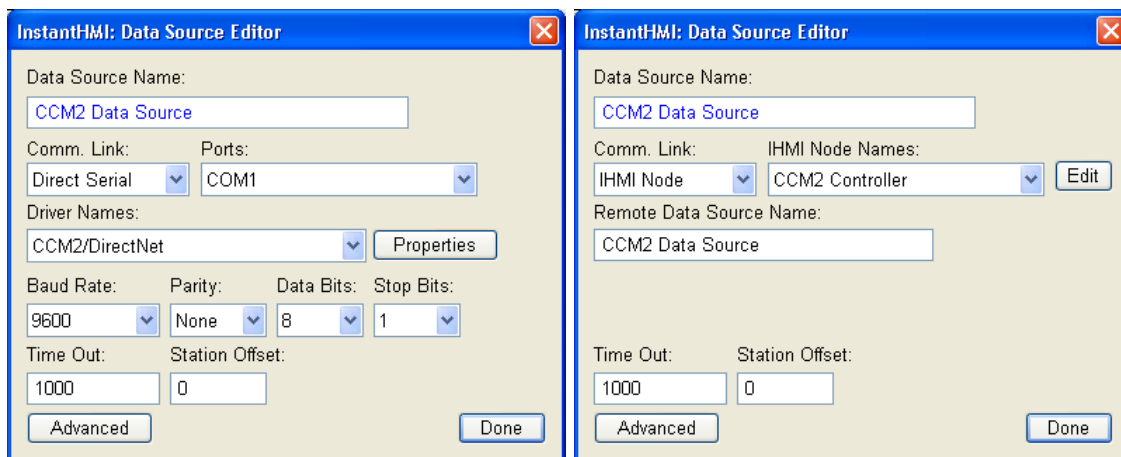 InstantHMI: Data Source Editor
Data Source Name:
CCM2 Data Source
Comm. Link: Ports:
Direct Serial COM1
Driver Names:
CCM2/DirectNet Properties
Baud Rate: Parity: Data Bits: Stop Bits:
9600 None 8 1
Time Out: Station Offset:
1000 0
Advanced Done
InstantHMI: Data Source Editor
Data Source Name:
CCM2 Data Source
Comm. Link: IHMI Node Names:
IHMI Node CCM2 Controller Edit
Remote Data Source Name:
CCM2 Data Source
Time Out: Station Offset:
1000 0
Advanced Done